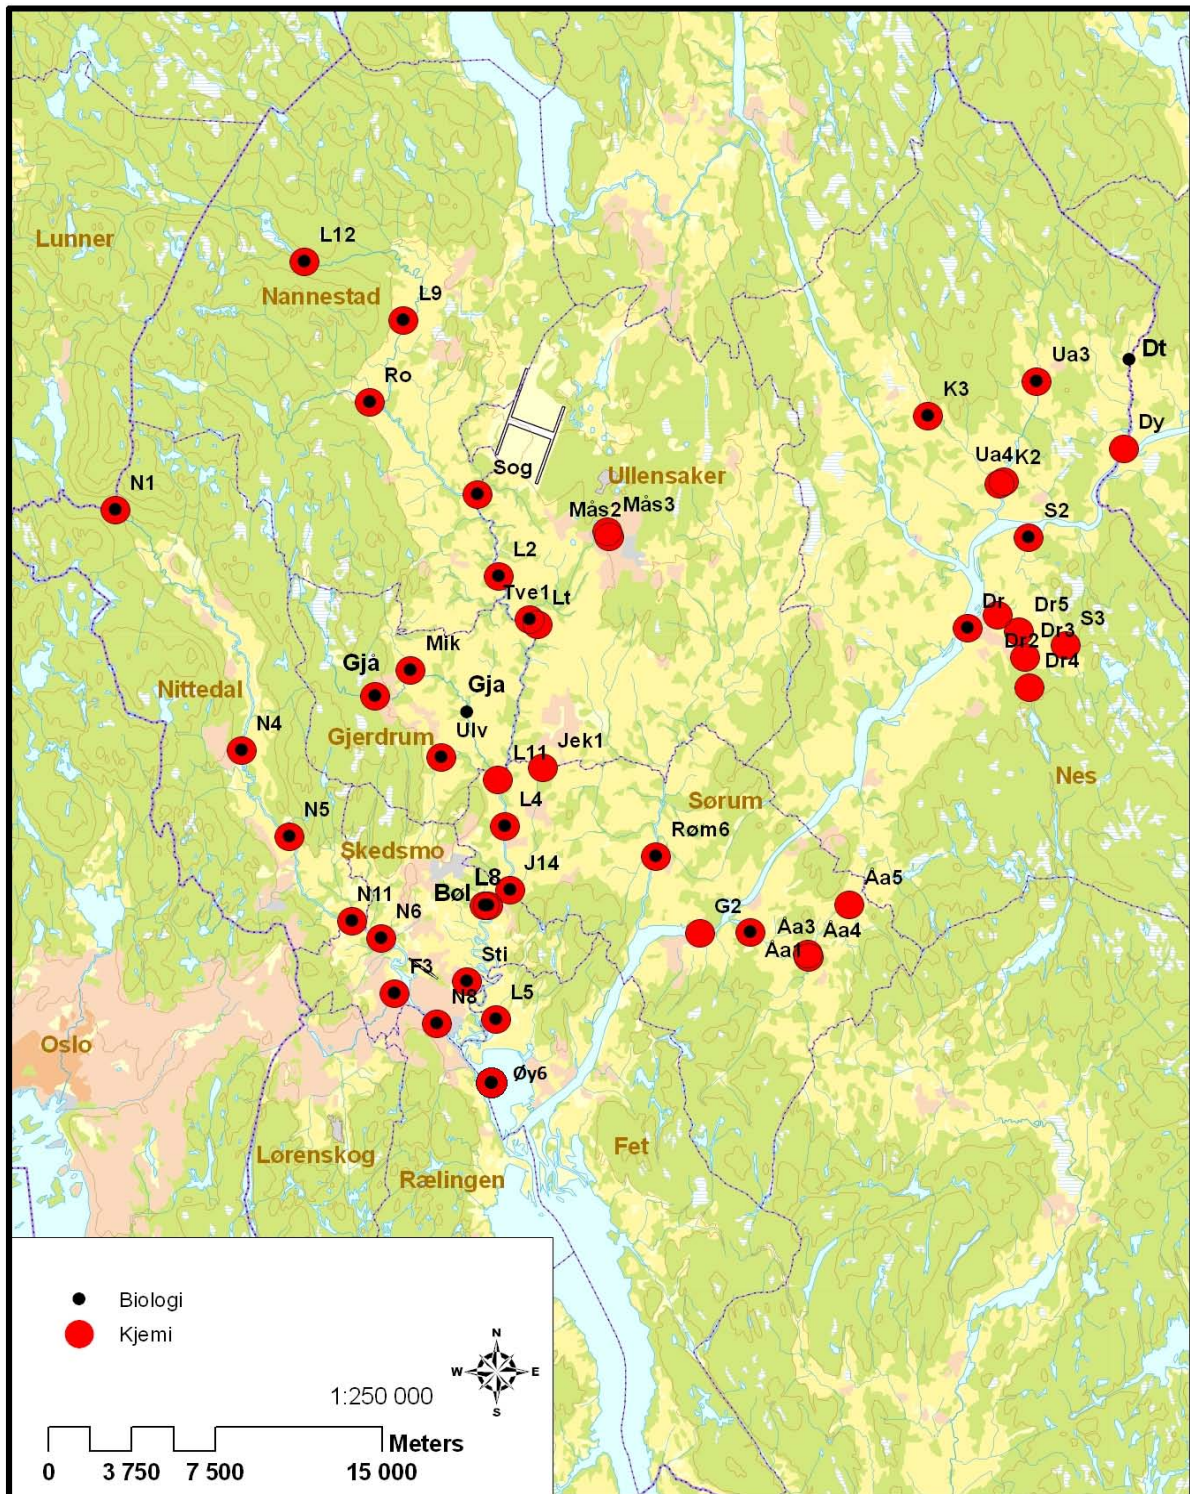 Lunner
L12
Nannestad
L9
Dt
Ua3
Ro
K3
Dy
Sog
Ullensaker
Ua4
K2
N1
Mås2
Mås3
S2
L2
Tve1
Lt
Dr
Dr5
S3
Dr2
Dr3
Dr4
Mik
Gjå
Gja
Nittedal
Ulv
N4
Gjerdrum
L11
Jek1
Nes
Sørum
L4
N5
Skedsmo
Røm6
J14
L8
Bøl
Åa5
N11
N6
G2
Åa3
Åa4
Åa1
Sti
F3
L5
N8
Oslo
Øy6
Lørenskog
Fet
Rælingen
Biologi
Kjemi
N
W
E
S
1:250 000
Meters
0 3 750 7 500 15 000